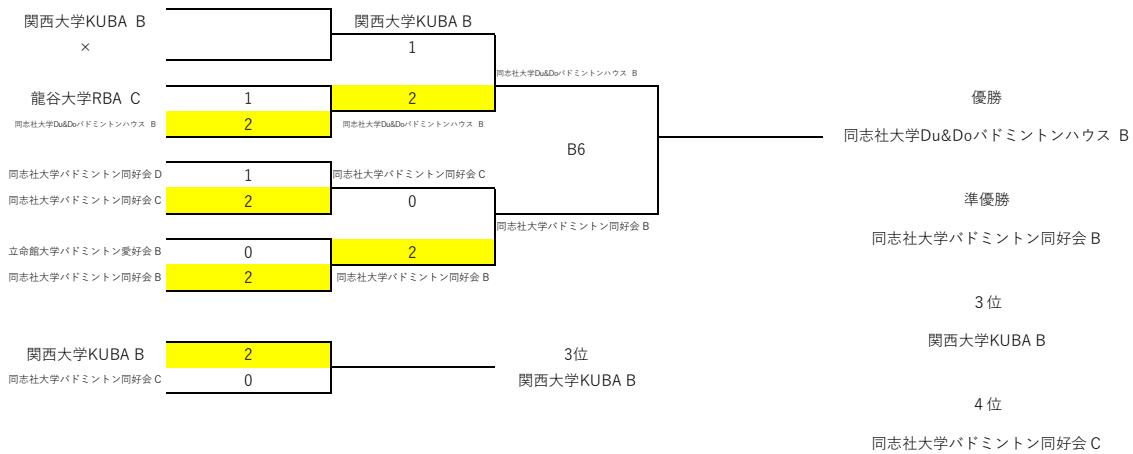 関西大学KUBA B
×
関西大学KUBA B
1
同志社大学Du&Doバドミントンハウス B
龍谷大学RBA C
1
同志社大学Du&Doバドミントンハウス B
2
2
同志社大学Du&Doバドミントンハウス B
B6
同志社大学バドミントン同好会 D
1
同志社大学バドミントン同好会 C
2
同志社大学バドミントン同好会 C
0
同志社大学バドミントン同好会 B
立命館大学バドミントン愛好会 B
0
同志社大学バドミントン同好会 B
2
2
同志社大学バドミントン同好会 B
関西大学KUBA B
2
同志社大学バドミントン同好会 C
0
3位
関西大学KUBA B
優勝
同志社大学Du&Doバドミントンハウス B
準優勝
同志社大学バドミントン同好会 B
３位
関西大学KUBA B
４位
同志社大学バドミントン同好会 C